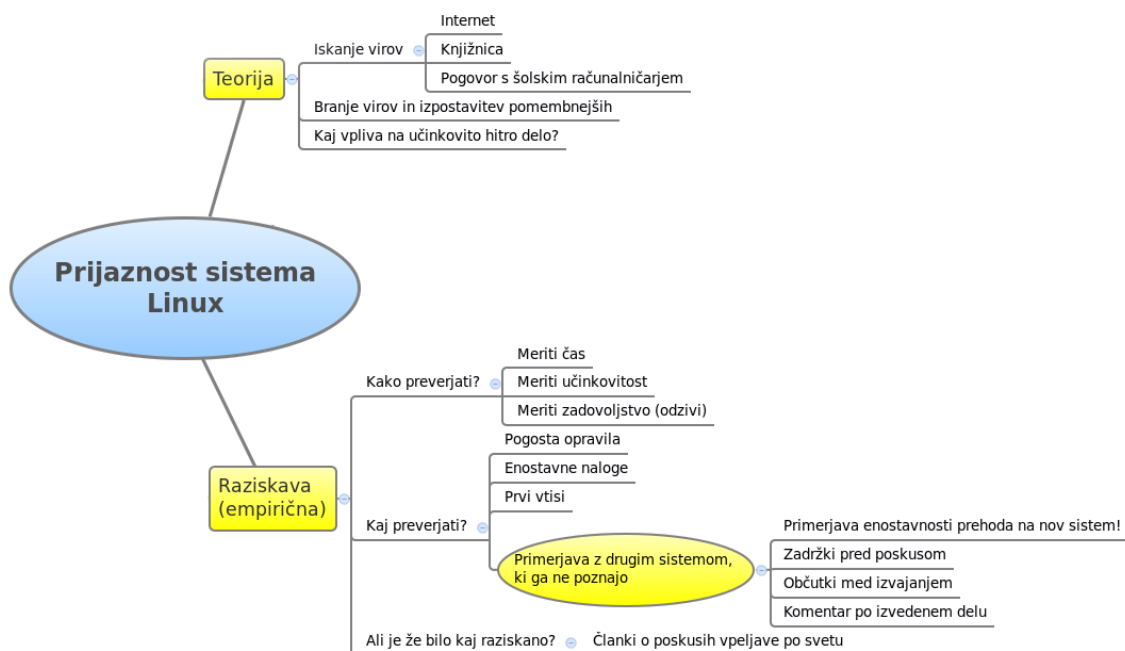 Internet
Iskanje virov
Knjižnica
Pogovor s šolskim računalničarjem
Teorija
Branje virov in izpostavitev pomembnejših
Kaj vpliva na učinkovito hitro delo?
Prijaznost sistema
Linux
Meriti čas
Kako preverjati?
Meriti učinkovitost
Meriti zadovoljstvo (odzivi)
Raziskava
(empirična)
Pogosta opravila
Enostavne naloge
Prvi vtisi
Kaj preverjati?
Primerjava z drugim sistemom,
ki ga ne poznajo
Primerjava enostavnosti prehoda na nov sistem!
Zadržki pred poskusom
Občutki med izvajanjem
Komentar po izvedenem delu
Ali je že bilo kaj raziskano?
Članki o poskusih vpeljave po svetu